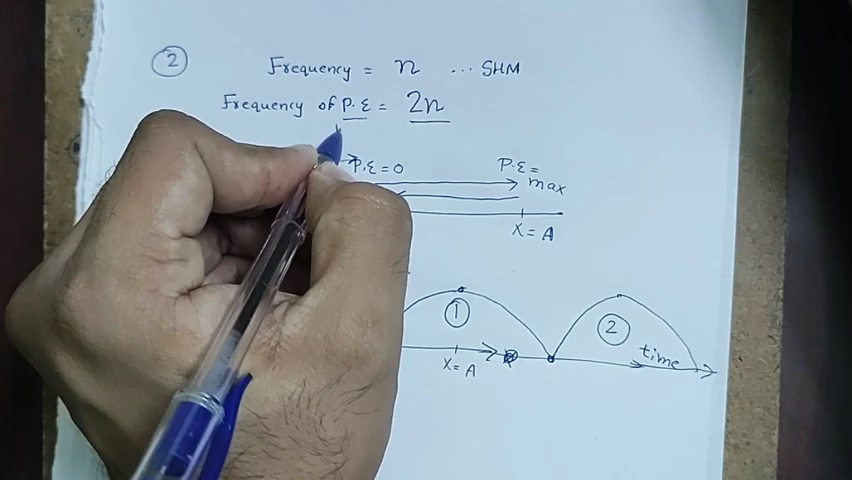 2 Frequency = n ... SHM
Frequency of P.E = 2n
P.E = 0 P.E =
max
x = A
1 2
time
x = A